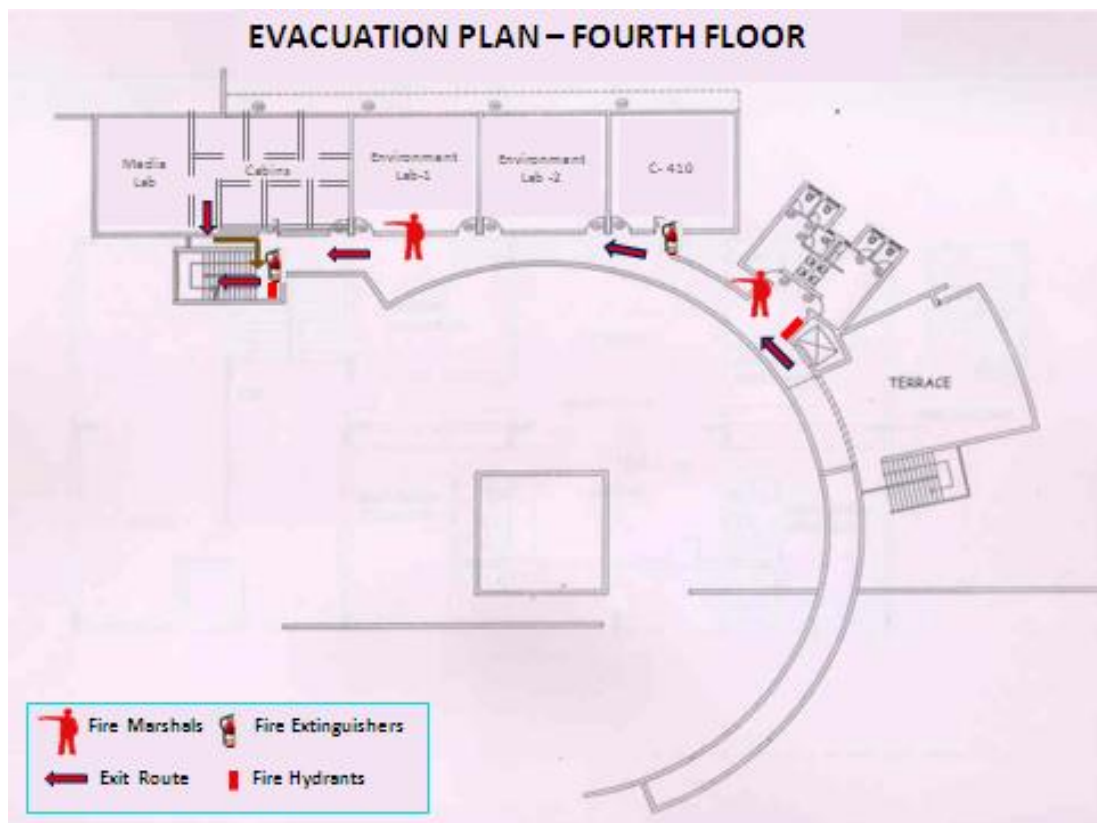 EVACUATION PLAN – FOURTH FLOOR
Media
Lab
Cabins
Environment
Lab-1
Environment
Lab -2
C- 410
TERRACE
Fire Marshals
Fire Extinguishers
Exit Route
Fire Hydrants